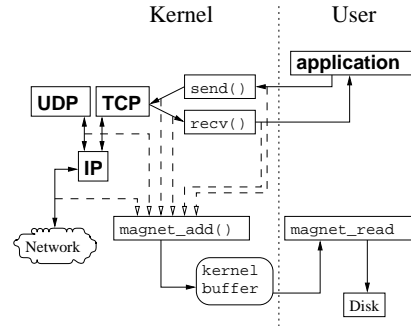 Kernel
User
send()
application
UDP
TCP
recv()
IP
Network
magnet_add()
magnet_read
kernel
buffer
Disk